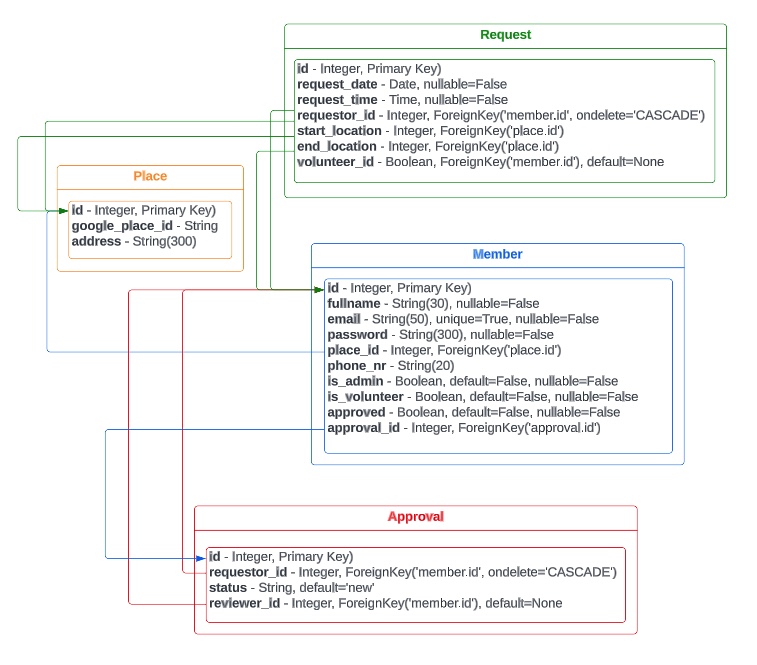 Request
id - Integer, Primary Key)
request_date - Date, nullable=False
request_time - Time, nullable=False
requestor_id - Integer, ForeignKey('member.id', ondelete='CASCADE')
start_location - Integer, ForeignKey('place.id')
end_location - Integer, ForeignKey('place.id')
volunteer_id - Boolean, ForeignKey('member.id'), default=None
Place
id - Integer, Primary Key)
google_place_id - String
address - String(300)
Member
id - Integer, Primary Key)
fullname - String(30), nullable=False
email - String(50), unique=True, nullable=False
password - String(300), nullable=False
place_id - Integer, ForeignKey('place.id')
phone_nr - String(20)
is_admin - Boolean, default=False, nullable=False
is_volunteer - Boolean, default=False, nullable=False
approved - Boolean, default=False, nullable=False
approval_id - Integer, ForeignKey('approval.id')
Approval
id - Integer, Primary Key)
requestor_id - Integer, ForeignKey('member.id', ondelete='CASCADE')
status - String, default='new'
reviewer_id - Integer, ForeignKey('member.id'), default=None